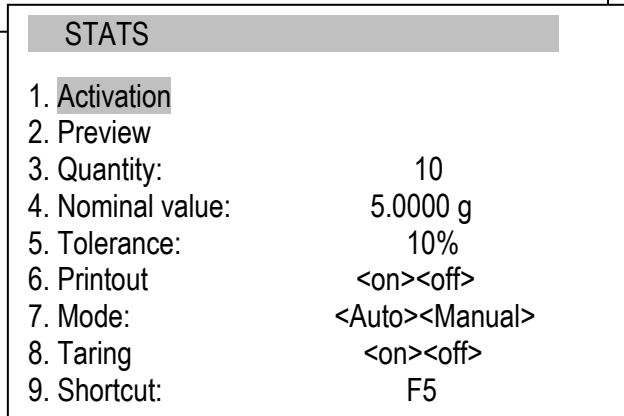 STATS
1. Activation
2. Preview
3. Quantity: 10
4. Nominal value: 5.0000 g
5. Tolerance: 10%
6. Printout <on><off>
7. Mode: <Auto><Manual>
8. Taring <on><off>
9. Shortcut: F5